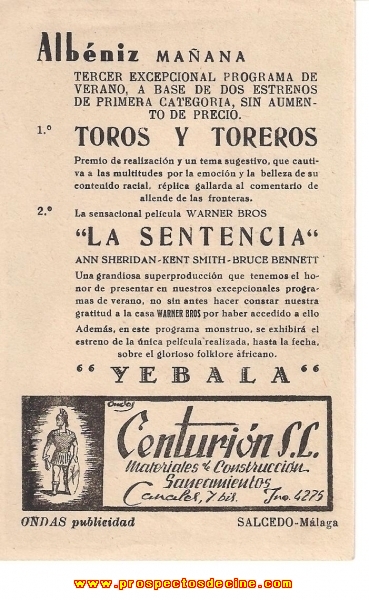 Albéniz MAÑANA
TERCER EXCEPCIONAL PROGRAMA DE
VERANO, A BASE DE DOS ESTRENOS
DE PRIMERA CATEGORIA, SIN AUMEN-
TO DE PRECIO.
1.º TOROS Y TOREROS
Premio de realización y un tema sugestivo, que cauti-
va a las multitudes por la emoción y la belleza de su
contenido racial, réplica gallarda al comentario de
allende de las fronteras.
2.º La sensacional película WARNER BROS
"LA SENTENCIA"
ANN SHERIDAN-KENT SMITH-BRUCE BENNETT
Una grandiosa superproducción que tenemos el ho-
nor de presentar en nuestros excepcionales progra-
mas de verano, no sin antes hacer constar nuestra
gratitud a la casa WARNER BROS por haber accedido a ello
Además, en este programa monstruo, se exhibirá el
estreno de la única película realizada, hasta la fecha,
sobre el glorioso folklore africano.
"YEBALA"
Ondas
Centurión S.L.
Materiales de Construcción
Saneamientos
Canales, 7 bis. Tno. 4275
ONDAS publicidad SALCEDO-Málaga
www.prospectosdecine.com